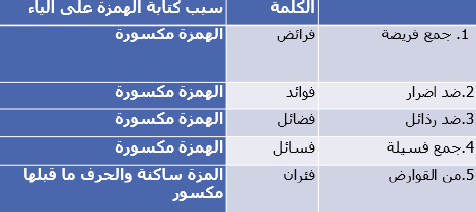 الكلمة سبب كتابة الهمزة على الياء
1. جمع فريضة فرائض الهمزة مكسورة
2.ضد اضرار فوائد الهمزة مكسورة
3.ضد رذائل فضائل الهمزة مكسورة
4.جمع فسيلة فسائل الهمزة مكسورة
5.من القوارض فئران المزة ساكنة والحرف ما قبلها
مكسور